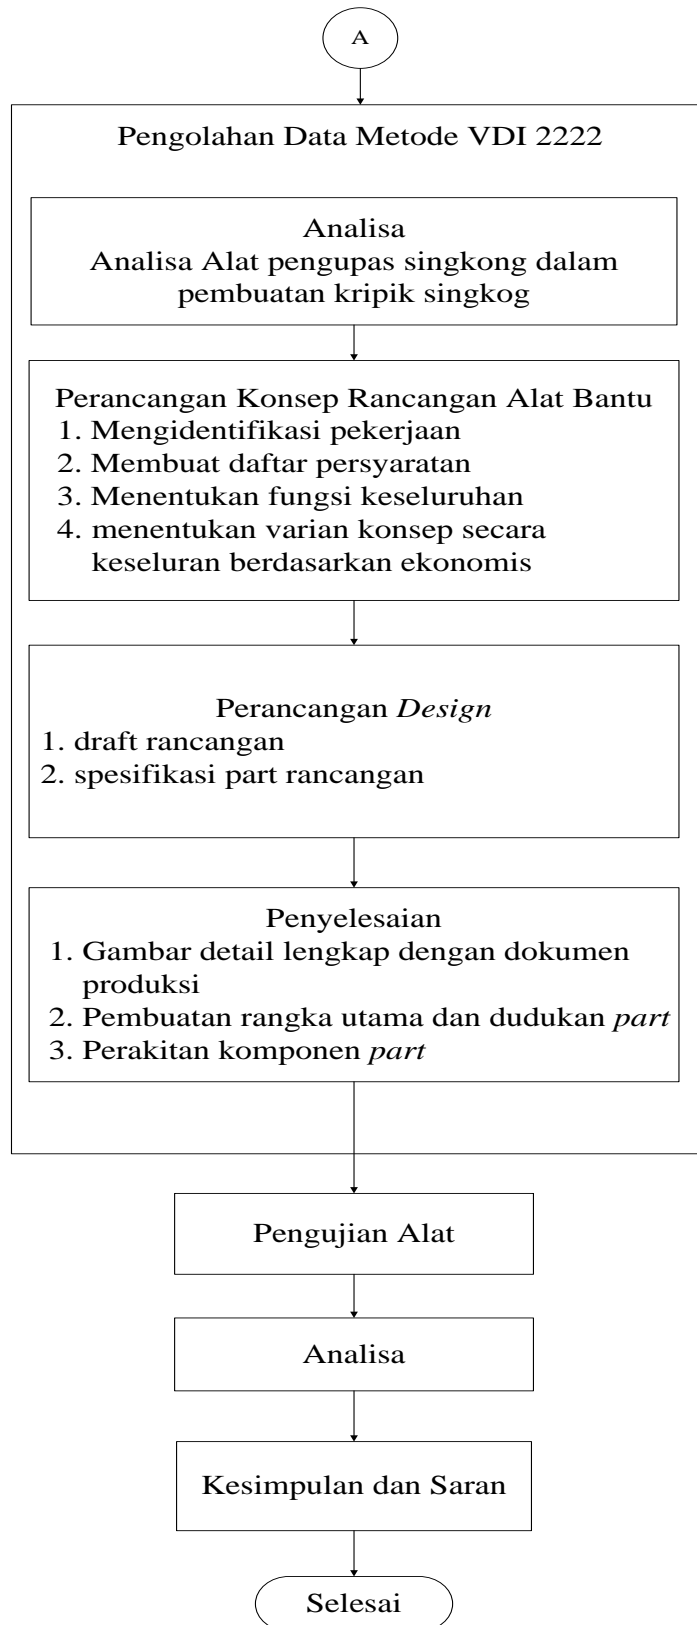 A
Pengolahan Data Metode VDI 2222
Analisa
Analisa Alat pengupas singkong dalam
pembuatan kripik singkog
Perancangan Konsep Rancangan Alat Bantu
1. Mengidentifikasi pekerjaan
2. Membuat daftar persyaratan
3. Menentukan fungsi keseluruhan
4. menentukan varian konsep secara
keseluran berdasarkan ekonomis
Perancangan Design
1. draft rancangan
2. spesifikasi part rancangan
Penyelesaian
1. Gambar detail lengkap dengan dokumen
produksi
2. Pembuatan rangka utama dan dudukan part
3. Perakitan komponen part
Pengujian Alat
Analisa
Kesimpulan dan Saran
Selesai